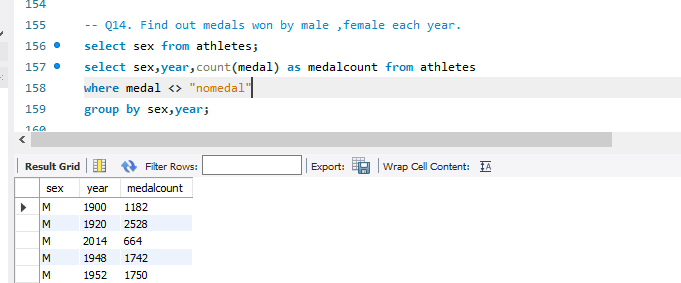 154
155 -- Q14. Find out medals won by male ,female each year.
156 select sex from athletes;
157 select sex,year,count(medal) as medalcount from athletes
158 where medal <> "nomedal"
159 group by sex,year;
160
Result Grid Filter Rows: Export: Wrap Cell Content: IA
sex year medalcount
M 1900 1182
M 1920 2528
M 2014 664
M 1948 1742
M 1952 1750